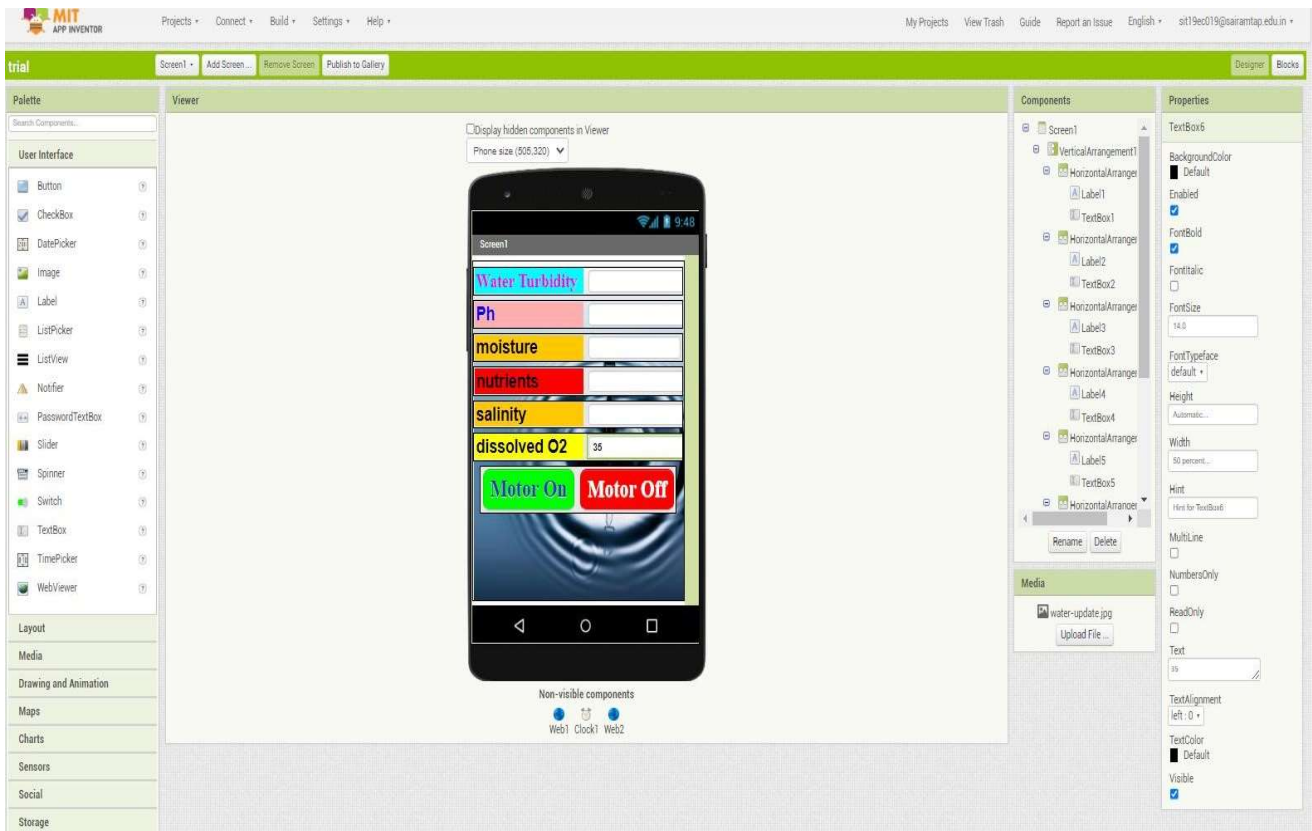 MIT
APP INVENTOR
Projects Connect Build Settings Help
My Projects View Trash Guide Report an Issue English sit19ec019@sairamtap.edu.in
trial
Screen1 Add Screen ... Remove Screen Publish to Gallery
Designer Blocks
Palette
Search Components...
User Interface
Button
CheckBox
DatePicker
Image
Label
ListPicker
ListView
Notifier
PasswordTextBox
Slider
Spinner
Switch
TextBox
TimePicker
WebViewer
Layout
Media
Drawing and Animation
Maps
Charts
Sensors
Social
Storage
Viewer
Display hidden components in Viewer
Phone size (505,320)
9:48
Screen1
Water Turbidity
Ph
moisture
nutrients
salinity
dissolved O2 35
Motor On Motor Off
Non-visible components
Web1 Clock1 Web2
Components
Screen1
VerticalArrangement1
HorizontalArranger
Label1
TextBox1
HorizontalArranger
Label2
TextBox2
HorizontalArranger
Label3
TextBox3
HorizontalArranger
Label4
TextBox4
HorizontalArranger
Label5
TextBox5
HorizontalArranger
Rename Delete
Media
water-update.jpg
Upload File ...
Properties
TextBox6
BackgroundColor
Default
Enabled
FontBold
FontItalic
FontSize
14.0
FontTypeface
default
Height
Automatic...
Width
50 percent...
Hint
Hint for TextBox6
MultiLine
NumbersOnly
ReadOnly
Text
35
TextAlignment
left : 0
TextColor
Default
Visible